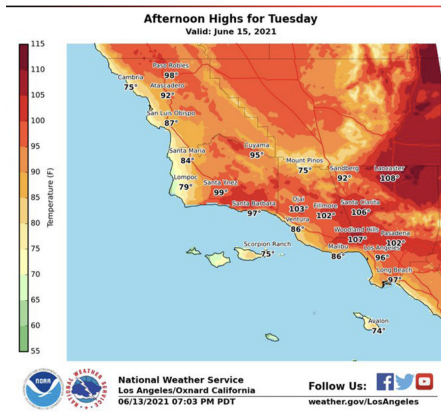 Afternoon Highs for Tuesday
Valid: June 15, 2021
115
110
105
100
95
90
85
80
75
70
65
60
55
Temperature (F)
Paso Robles
98°
Cambria
75°
Atascadero
92°
San Luis Obispo
87°
Santa Maria
84°
Cuyama
95°
Mount Pinos
75°
Sandberg
92°
Lancaster
108°
Lompoc
79°
Santa Ynez
99°
Santa Barbara
97°
Ojai
103°
Fillmore
102°
Santa Clarita
106°
Ventura
86°
Woodland Hills
107°
Pasadena
102°
Malibu
86°
Los Angeles
96°
Scorpion Ranch
75°
Long Beach
97°
Avalon
74°
NOAA
NATIONAL WEATHER SERVICE
National Weather Service
Los Angeles/Oxnard California
06/13/2021 07:03 PM PDT
Follow Us:
weather.gov/LosAngeles